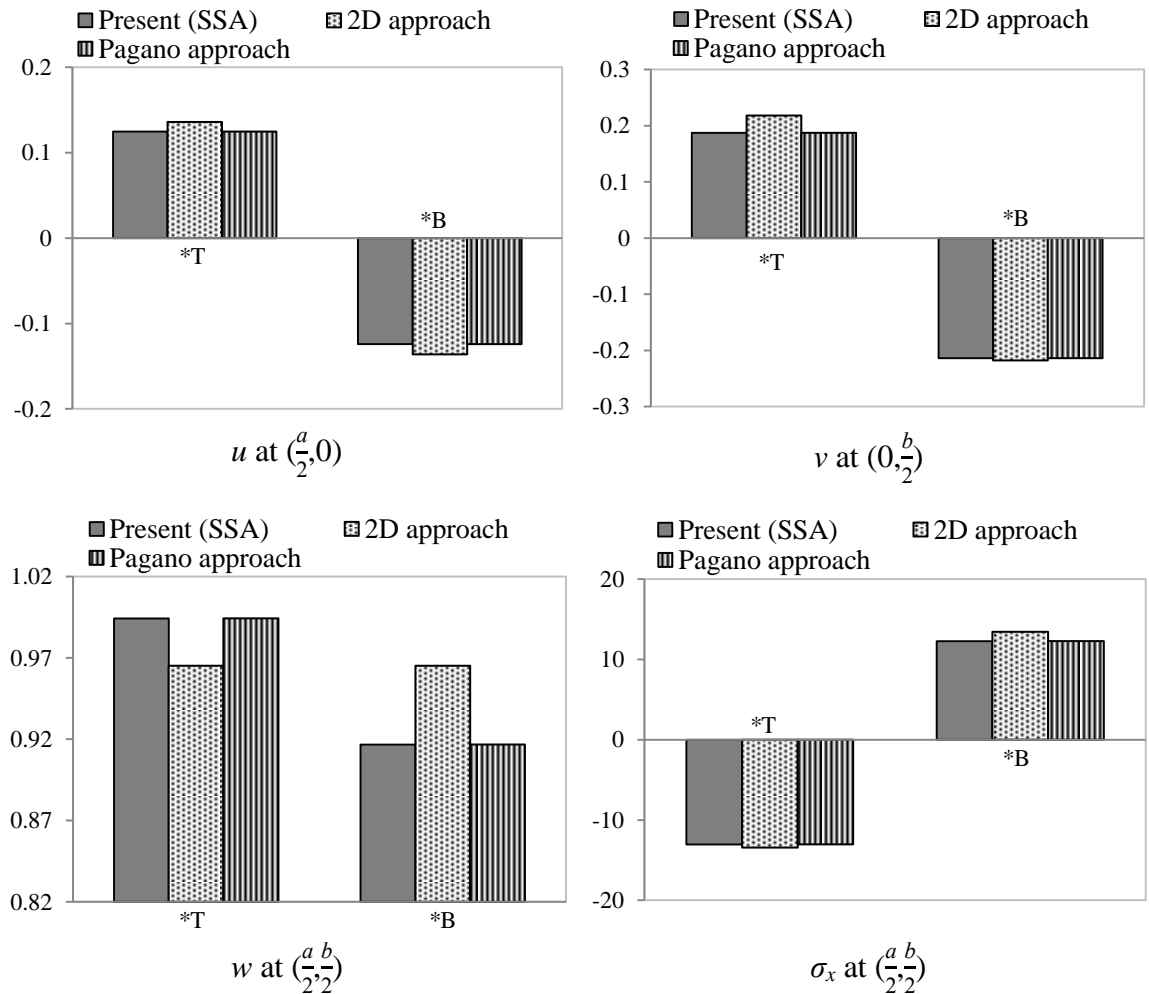 Present (SSA) 2D approach
Pagano approach
0.2
0.1
0
-0.1
-0.2
*T
*B
u at (a/2,0)
Present (SSA) 2D approach
Pagano approach
0.3
0.2
0.1
0
-0.1
-0.2
-0.3
*T
*B
v at (0,b/2)
Present (SSA) 2D approach
Pagano approach
1.02
0.97
0.92
0.87
0.82
*T
*B
w at (a/2,b/2)
Present (SSA) 2D approach
Pagano approach
20
10
0
-10
-20
*T
*B
σx at (a/2,b/2)